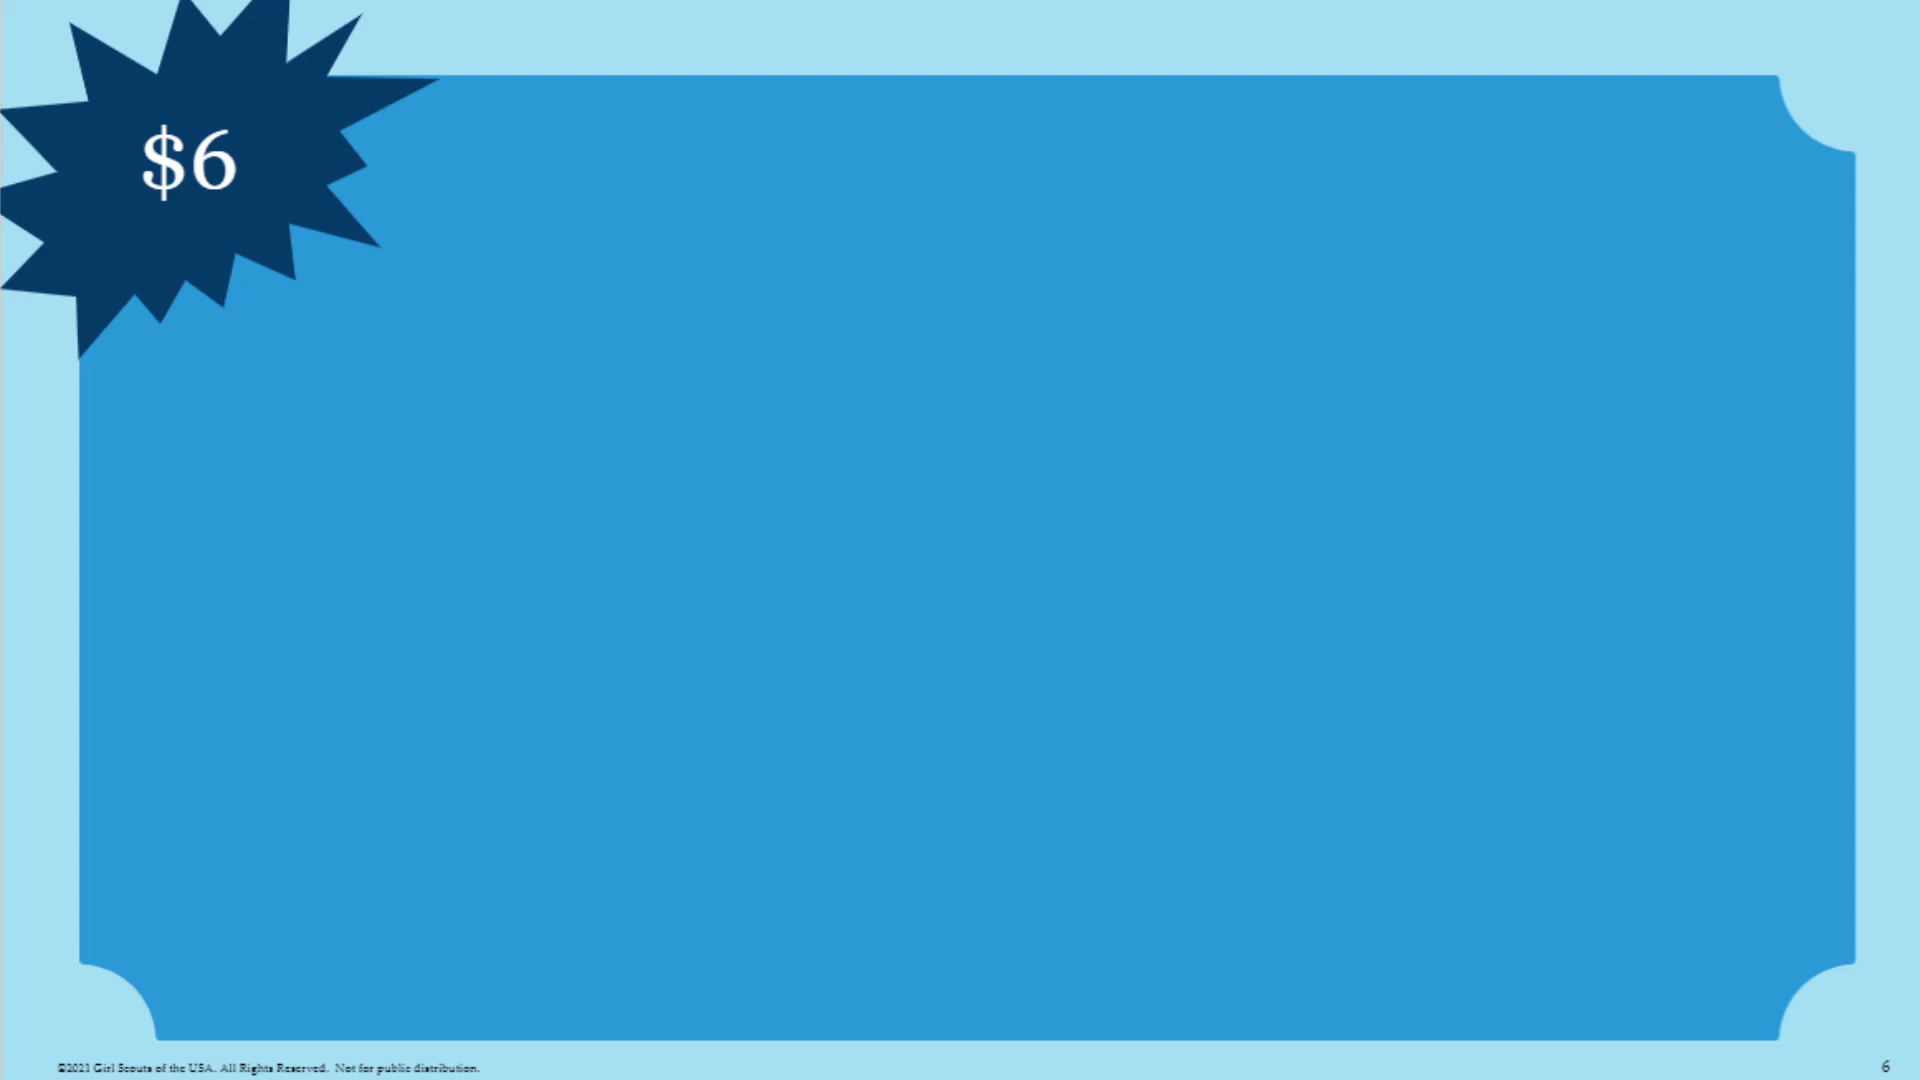 $6
©2021 Girl Scouts of the USA. All Rights Reserved. Not for public distribution.
6